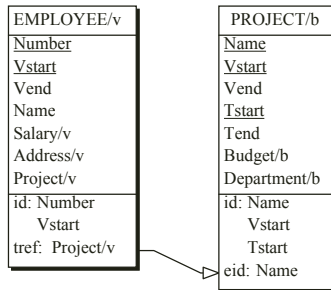 EMPLOYEE/v
Number
Vstart
Vend
Name
Salary/v
Address/v
Project/v
id: Number
Vstart
tref: Project/v
PROJECT/b
Name
Vstart
Vend
Tstart
Tend
Budget/b
Department/b
id: Name
Vstart
Tstart
eid: Name